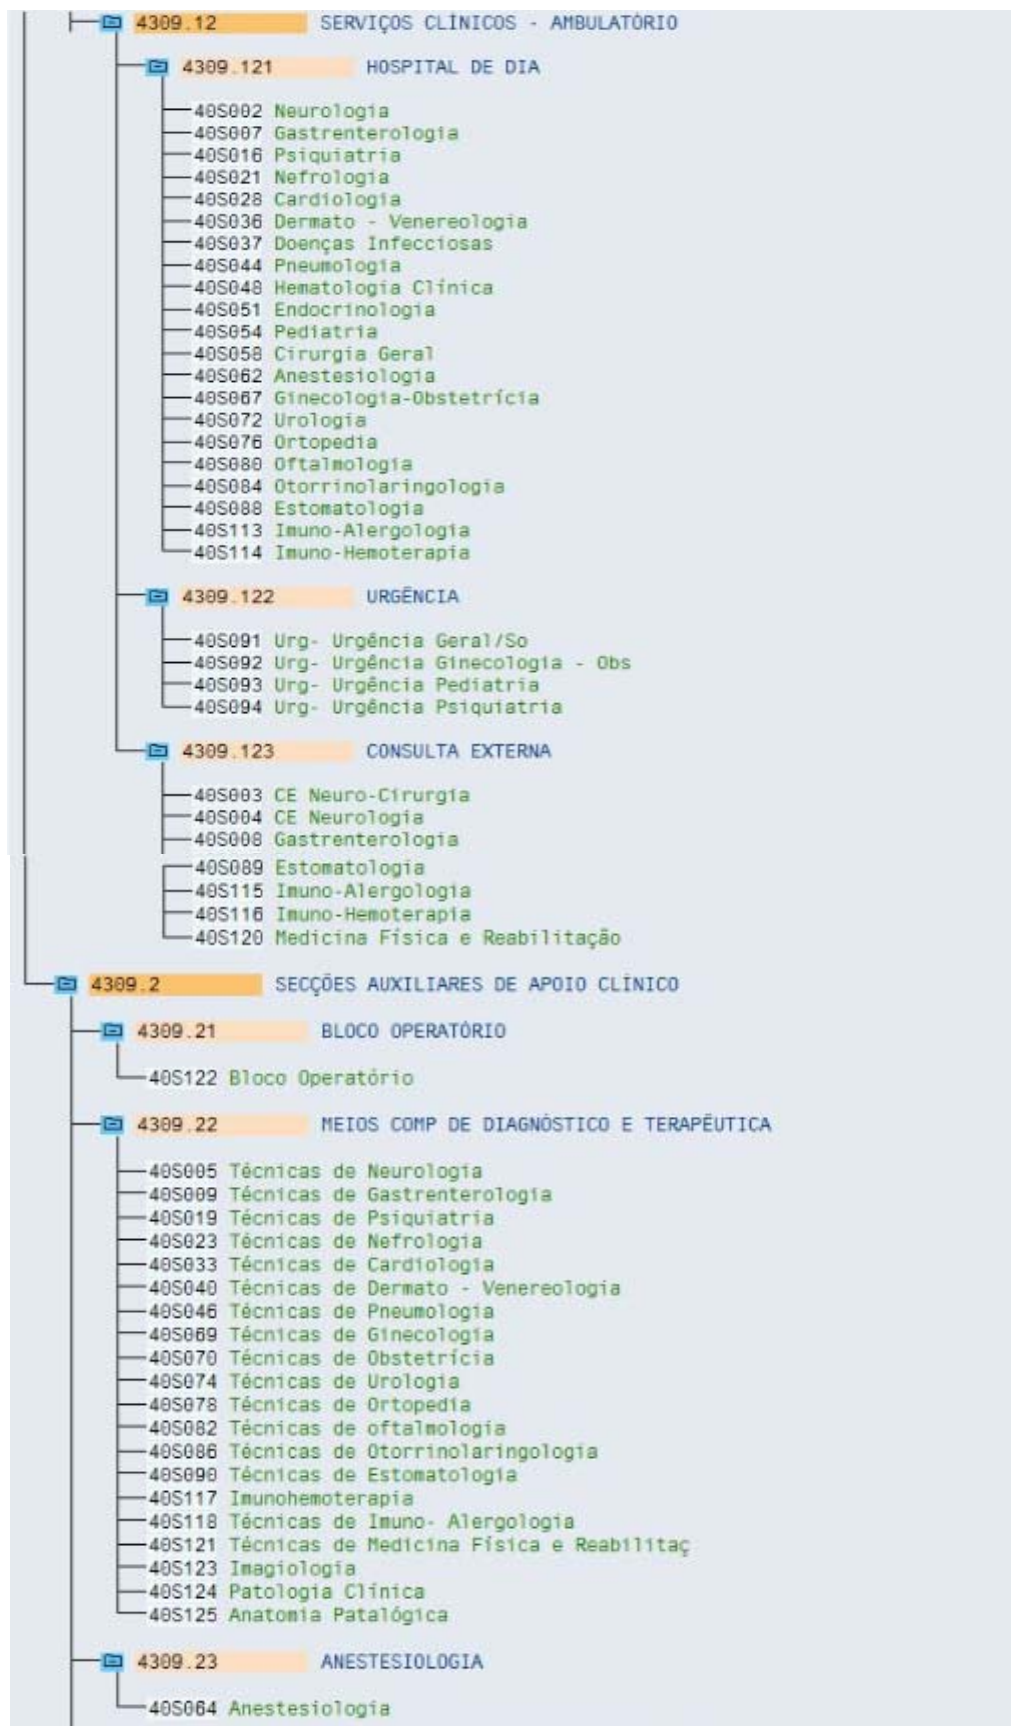 4309.12 SERVIÇOS CLÍNICOS - AMBULATÓRIO
4309.121 HOSPITAL DE DIA
40S002 Neurologia
40S007 Gastrenterologia
40S016 Psiquiatria
40S021 Nefrologia
40S028 Cardiologia
40S036 Dermato - Venereologia
40S037 Doenças Infecciosas
40S044 Pneumologia
40S048 Hematologia Clínica
40S051 Endocrinologia
40S054 Pediatria
40S058 Cirurgia Geral
40S062 Anestesiologia
40S067 Ginecologia-Obstetrícia
40S072 Urologia
40S076 Ortopedia
40S080 Oftalmologia
40S084 Otorrinolaringologia
40S088 Estomatologia
40S113 Imuno-Alergologia
40S114 Imuno-Hemoterapia
4309.122 URGÊNCIA
40S091 Urg- Urgência Geral/So
40S092 Urg- Urgência Ginecologia - Obs
40S093 Urg- Urgência Pediatria
40S094 Urg- Urgência Psiquiatria
4309.123 CONSULTA EXTERNA
40S003 CE Neuro-Cirurgia
40S004 CE Neurologia
40S008 Gastrenterologia
40S089 Estomatologia
40S115 Imuno-Alergologia
40S116 Imuno-Hemoterapia
40S120 Medicina Física e Reabilitação
4309.2 SECÇÕES AUXILIARES DE APOIO CLÍNICO
4309.21 BLOCO OPERATÓRIO
40S122 Bloco Operatório
4309.22 MEIOS COMP DE DIAGNÓSTICO E TERAPÊUTICA
40S005 Técnicas de Neurologia
40S009 Técnicas de Gastrenterologia
40S019 Técnicas de Psiquiatria
40S023 Técnicas de Nefrologia
40S033 Técnicas de Cardiologia
40S040 Técnicas de Dermato - Venereologia
40S046 Técnicas de Pneumologia
40S069 Técnicas de Ginecologia
40S070 Técnicas de Obstetrícia
40S074 Técnicas de Urologia
40S078 Técnicas de Ortopedia
40S082 Técnicas de oftalmologia
40S086 Técnicas de Otorrinolaringologia
40S090 Técnicas de Estomatologia
40S117 Imunohemoterapia
40S118 Técnicas de Imuno- Alergologia
40S121 Técnicas de Medicina Física e Reabilitaç
40S123 Imagiologia
40S124 Patologia Clínica
40S125 Anatomia Patalógica
4309.23 ANESTESIOLOGIA
40S064 Anestesiologia